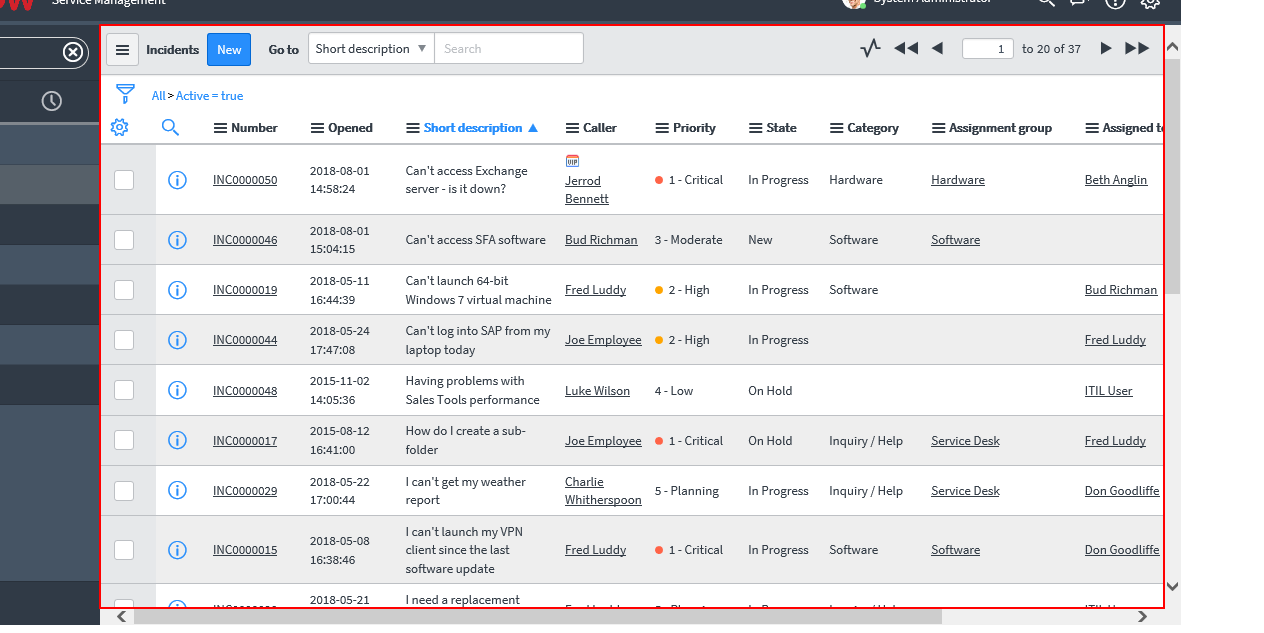 Service Management
System Administrator
Incidents New Go to Short description Search 1 to 20 of 37
All > Active = true
Number Opened Short description Caller Priority State Category Assignment group Assigned to
INC0000050 2018-08-01 14:58:24 Can't access Exchange server - is it down? VIP Jerrod Bennett 1 - Critical In Progress Hardware Hardware Beth Anglin
INC0000046 2018-08-01 15:04:15 Can't access SFA software Bud Richman 3 - Moderate New Software Software
INC0000019 2018-05-11 16:44:39 Can't launch 64-bit Windows 7 virtual machine Fred Luddy 2 - High In Progress Software Bud Richman
INC0000044 2018-05-24 17:47:08 Can't log into SAP from my laptop today Joe Employee 2 - High In Progress Fred Luddy
INC0000048 2015-11-02 14:05:36 Having problems with Sales Tools performance Luke Wilson 4 - Low On Hold ITIL User
INC0000017 2015-08-12 16:41:00 How do I create a sub-folder Joe Employee 1 - Critical On Hold Inquiry / Help Service Desk Fred Luddy
INC0000029 2018-05-22 17:00:44 I can't get my weather report Charlie Whitherspoon 5 - Planning In Progress Inquiry / Help Service Desk Don Goodliffe
INC0000015 2018-05-08 16:38:46 I can't launch my VPN client since the last software update Fred Luddy 1 - Critical In Progress Software Software Don Goodliffe
2018-05-21 I need a replacement